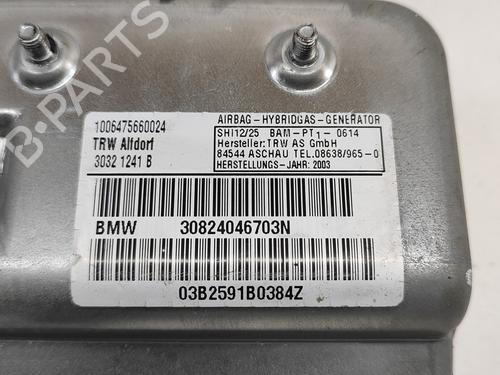 1006475660024
TRW Alfdorf
3032 1241 B
AIRBAG-HYBRIDGAS-GENERATOR
SHI12/25 BAM-PT1-0614
Hersteller:TRW AS GmbH
84544 ASCHAU TEL.08638/965-0
HERSTELLUNGS-JAHR: 2003
BMW 30824046703N
03B2591B0384Z